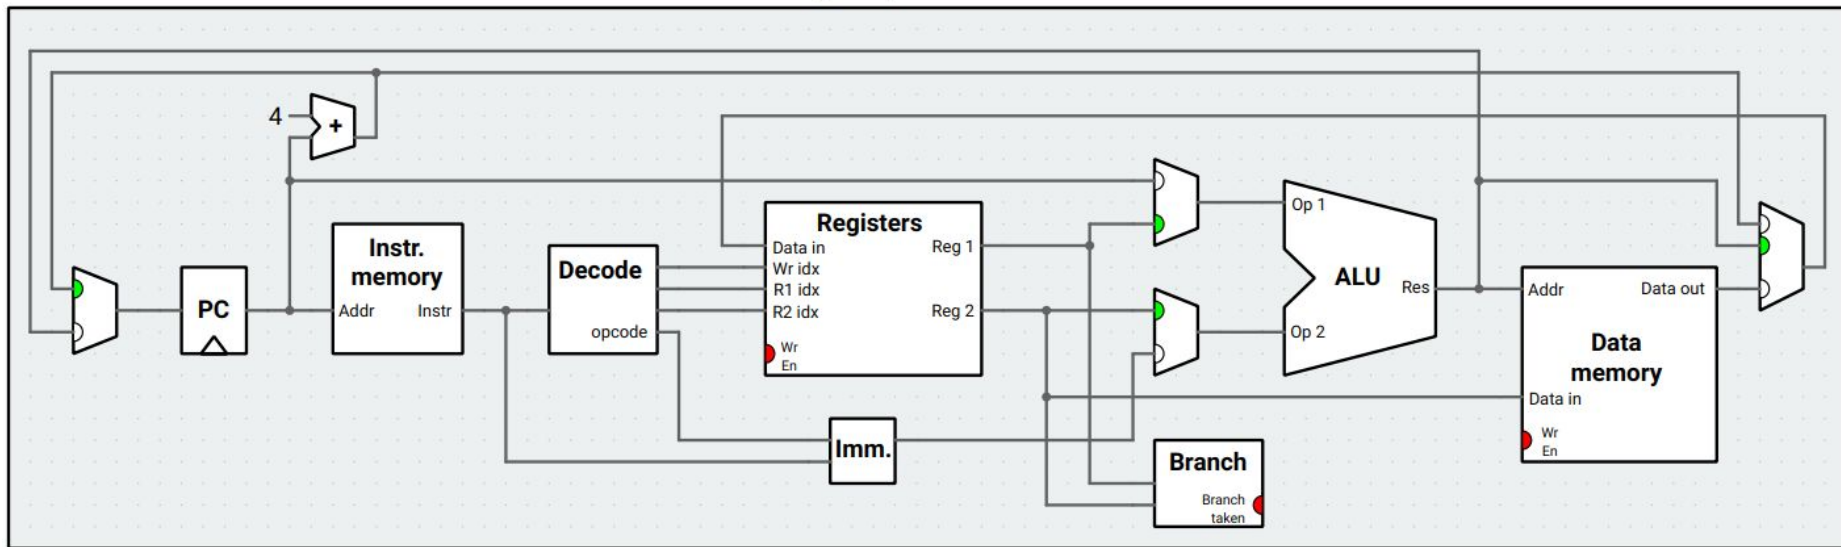 4
+
PC
Instr.
memory
Addr
Instr
Decode
opcode
Registers
Data in
Wr idx
R1 idx
R2 idx
Wr
En
Reg 1
Reg 2
Imm.
Op 1
Op 2
ALU
Res
Branch
Branch
taken
Addr
Data out
Data
memory
Data in
Wr
En